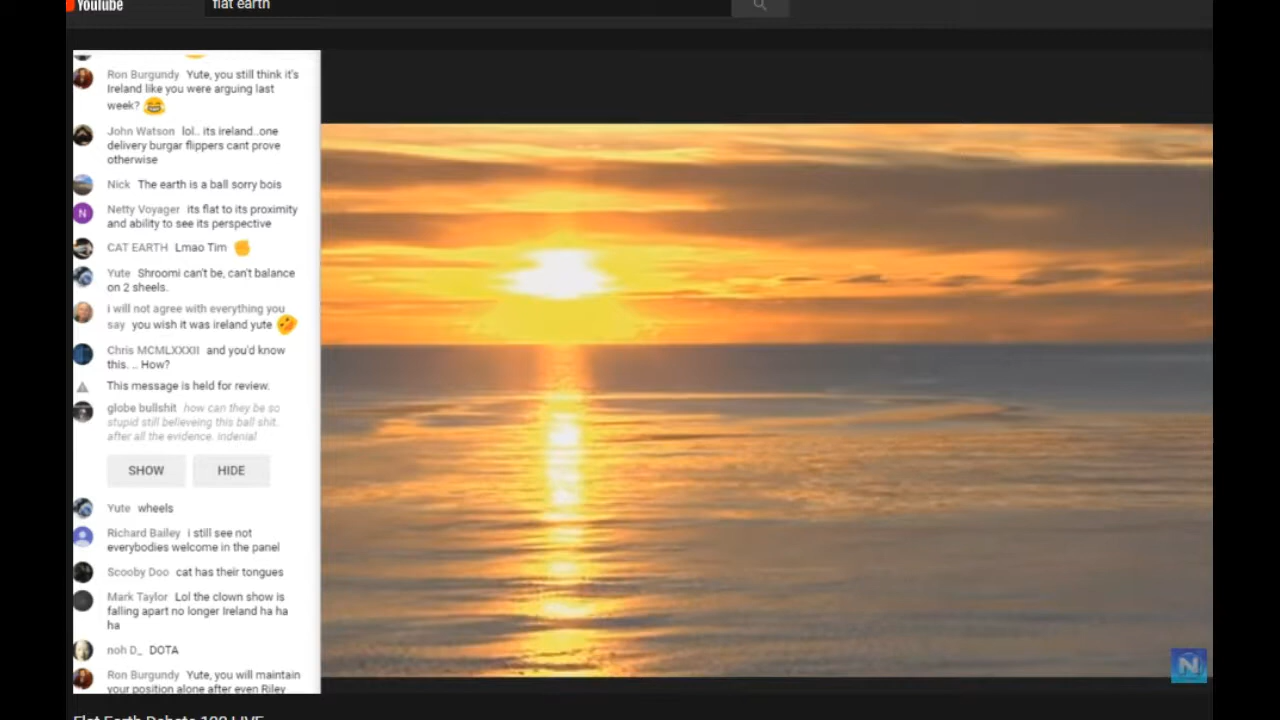 YouTube
flat earth
Ron Burgundy Yute, you still think it's
Ireland like you were arguing last
week?
John Watson lol.. its ireland..one
delivery burgar flippers cant prove
otherwise
Nick The earth is a ball sorry bois
N
Netty Voyager its flat to its proximity
and ability to see its perspective
CAT EARTH Lmao Tim
Yute Shroomi can't be, can't balance
on 2 sheels.
i will not agree with everything you
say you wish it was ireland yute
Chris MCMLXXXII and you'd know
this. .. How?
This message is held for review.
globe bullshit how can they be so
stupid still believeing this ball shit.
after all the evidence. indenial
SHOW HIDE
Yute wheels
Richard Bailey i still see not
everybodies welcome in the panel
Scooby Doo cat has their tongues
Mark Taylor Lol the clown show is
falling apart no longer Ireland ha ha
ha
noh D_ DOTA
Ron Burgundy Yute, you will maintain
your position alone after even Riley
N
Flat Earth Debate LIVE